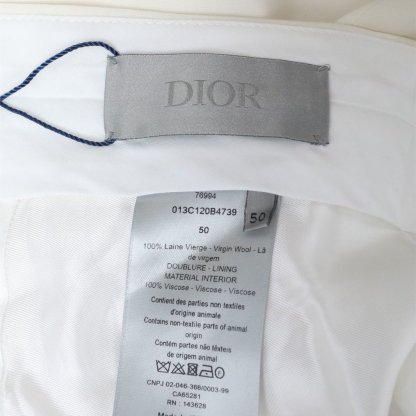 DIOR
76994
013C120B4739
50
50
100% Laine Vierge - Virgin Wool - Lã
de virgem
DOUBLURE - LINING
MATERIAL INTERIOR
100% Viscose - Viscose - Viscose
Contient des parties non textiles
d'origine animale
Contains non-textile parts of animal
origin
Contém partes não têxteis
de origem animal
CNPJ 02-046-366/0003-99
CA65281
RN : 143628